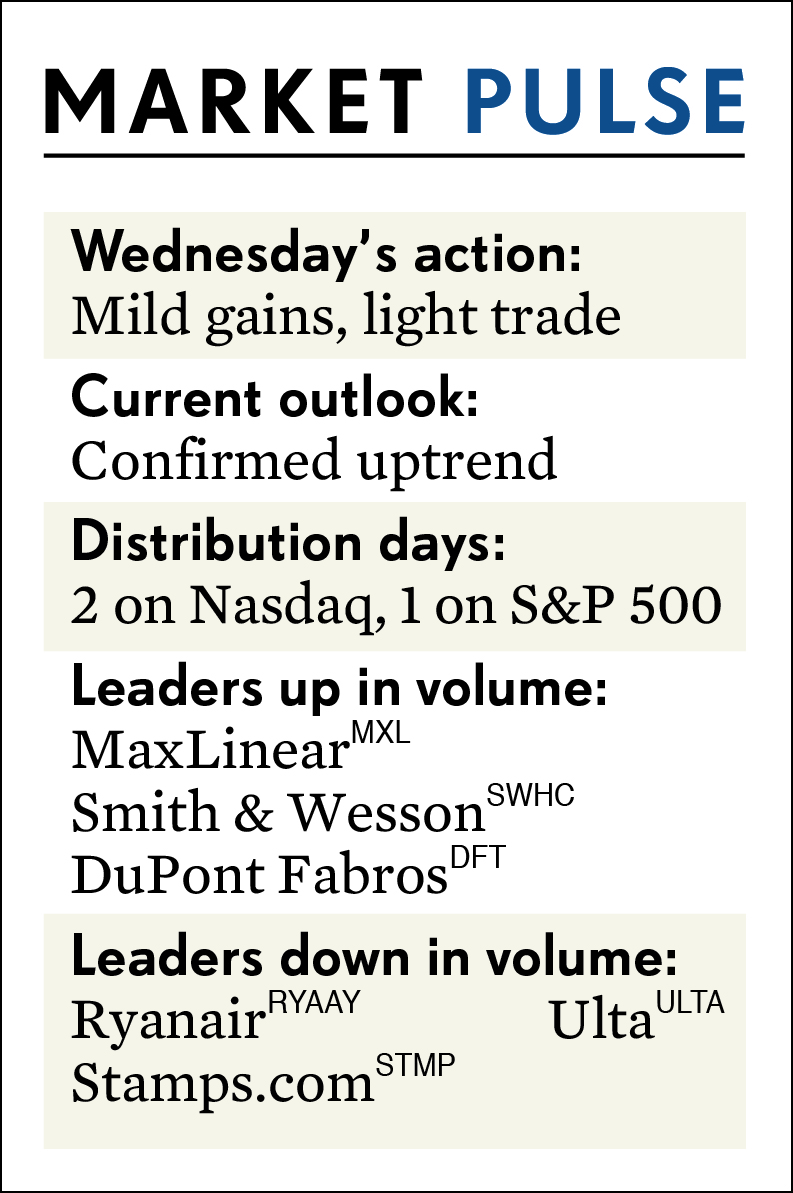 MARKET PULSE
Wednesday’s action:
Mild gains, light trade
Current outlook:
Confirmed uptrend
Distribution days:
2 on Nasdaq, 1 on S&P 500
Leaders up in volume:
MaxLinear MXL
Smith & Wesson SWHC
DuPont Fabros DFT
Leaders down in volume:
Ryanair RYAAY Ulta ULTA
Stamps.com STMP